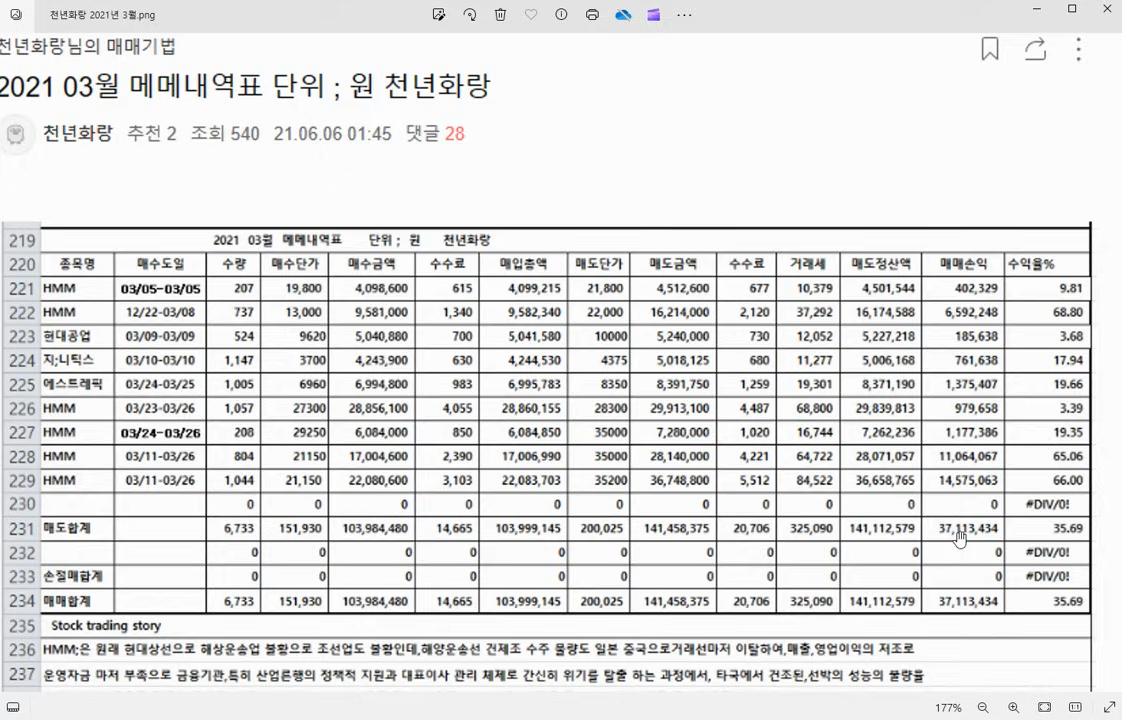 천년화랑 2021년 3월.png
천년화랑님의 매매기법
2021 03월 메메내역표 단위 ; 원 천년화랑
천년화랑 추천 2 조회 540 21.06.06 01:45 댓글 28
219 2021 03월 메메내역표 단위 ; 원 천년화랑
220 종목명 매수도일 수량 매수단가 매수금액 수수료 매입총액 매도단가 매도금액 수수료 거래세 매도정산액 매매손익 수익율%
221 HMM 03/05-03/05 207 19,800 4,098,600 615 4,099,215 21,800 4,512,600 677 10,379 4,501,544 402,329 9.81
222 HMM 12/22-03/08 737 13,000 9,581,000 1,340 9,582,340 22,000 16,214,000 2,120 37,292 16,174,588 6,592,248 68.80
223 현대공업 03/09-03/09 524 9620 5,040,880 700 5,041,580 10000 5,240,000 730 12,052 5,227,218 185,638 3.68
224 지;니틱스 03/10-03/10 1,147 3700 4,243,900 630 4,244,530 4375 5,018,125 680 11,277 5,006,168 761,638 17.94
225 에스트래픽 03/24-03/25 1,005 6960 6,994,800 983 6,995,783 8350 8,391,750 1,259 19,301 8,371,190 1,375,407 19.66
226 HMM 03/23-03/26 1,057 27300 28,856,100 4,055 28,860,155 28300 29,913,100 4,487 68,800 29,839,813 979,658 3.39
227 HMM 03/24-03/26 208 29250 6,084,000 850 6,084,850 35000 7,280,000 1,020 16,744 7,262,236 1,177,386 19.35
228 HMM 03/11-03/26 804 21150 17,004,600 2,390 17,006,990 35000 28,140,000 4,221 64,722 28,071,057 11,064,067 65.06
229 HMM 03/11-03/26 1,044 21,150 22,080,600 3,103 22,083,703 35200 36,748,800 5,512 84,522 36,658,765 14,575,063 66.00
230 0 0 0 0 0 0 0 0 0 0 0 #DIV/0!
231 매도합계 6,733 151,930 103,984,480 14,665 103,999,145 200,025 141,458,375 20,706 325,090 141,112,579 37,113,434 35.69
232 0 0 0 0 0 0 0 0 0 0 0 #DIV/0!
233 손절매합계 0 0 0 0 0 0 0 0 0 0 0 #DIV/0!
234 매매합계 6,733 151,930 103,984,480 14,665 103,999,145 200,025 141,458,375 20,706 325,090 141,112,579 37,113,434 35.69
235 Stock trading story
236 HMM;은 원래 현대상선으로 해상운송업 불황으로 조선업도 불황인데,해양운송선 건제조 수주 물량도 일본 중국으로거래선마저 이탈하여,매출,영업이익의 저조로
237 운영자금 마저 부족으로 금융기관,특히 산업은행의 정책적 지원과 대표이사 관리 체제로 간신히 위기를 탈출 하는 과정에서, 타국에서 건조된,선박의 성능의 물량율
177%